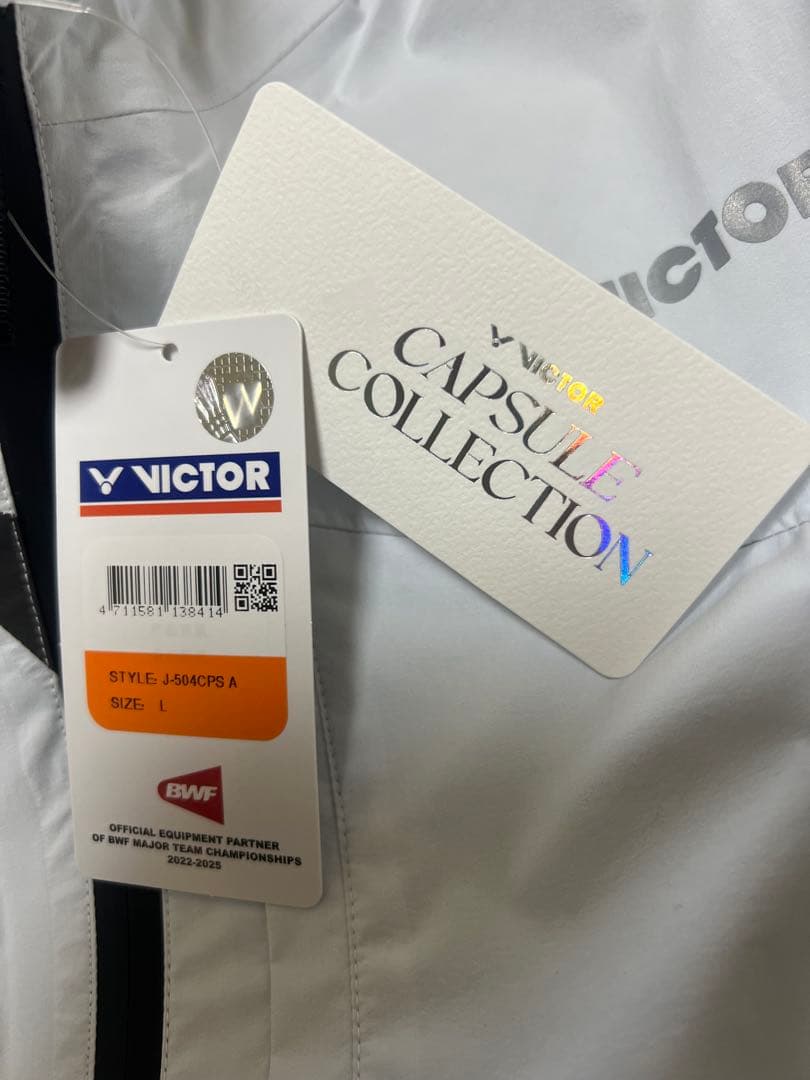 VICTOR
VICTOR
CAPSULE
COLLECTION
W
VICTOR
4 711581 138414
STYLE: J-504CPS A
SIZE: L
BWF
OFFICIAL EQUIPMENT PARTNER
OF BWF MAJOR TEAM CHAMPIONSHIPS
2022-2025